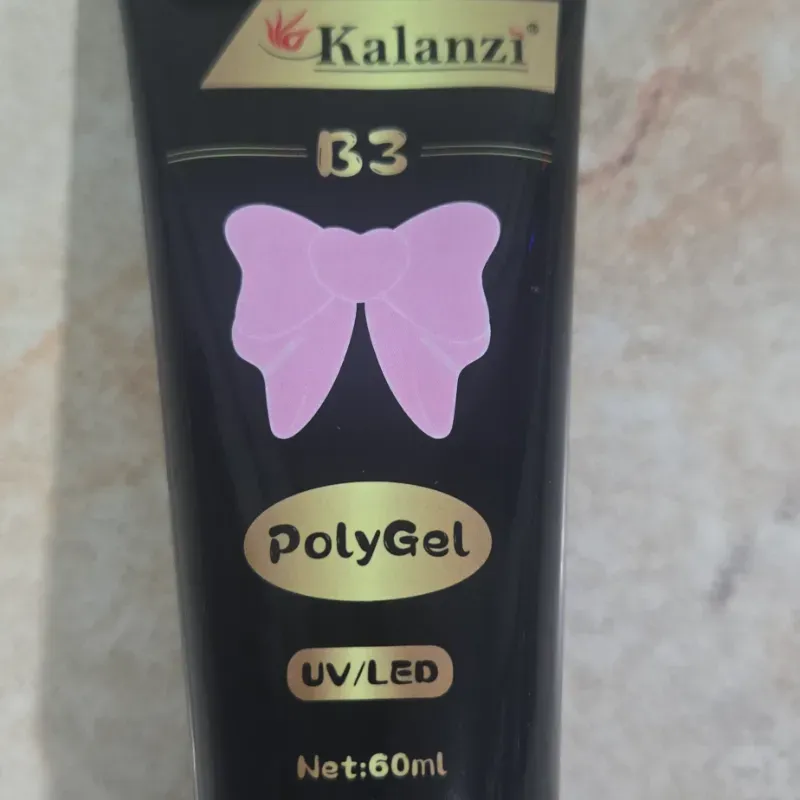 Kalanzi®
B3
PolyGel
UV/LED
Net:60ml